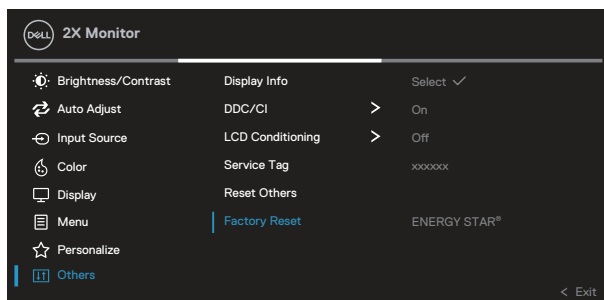 DELL 2X Monitor
Brightness/Contrast Display Info Select ✓
Auto Adjust DDC/CI > On
Input Source LCD Conditioning > Off
Color Service Tag xxxxxx
Display Reset Others
Menu Factory Reset ENERGY STAR®
Personalize
Others
< Exit